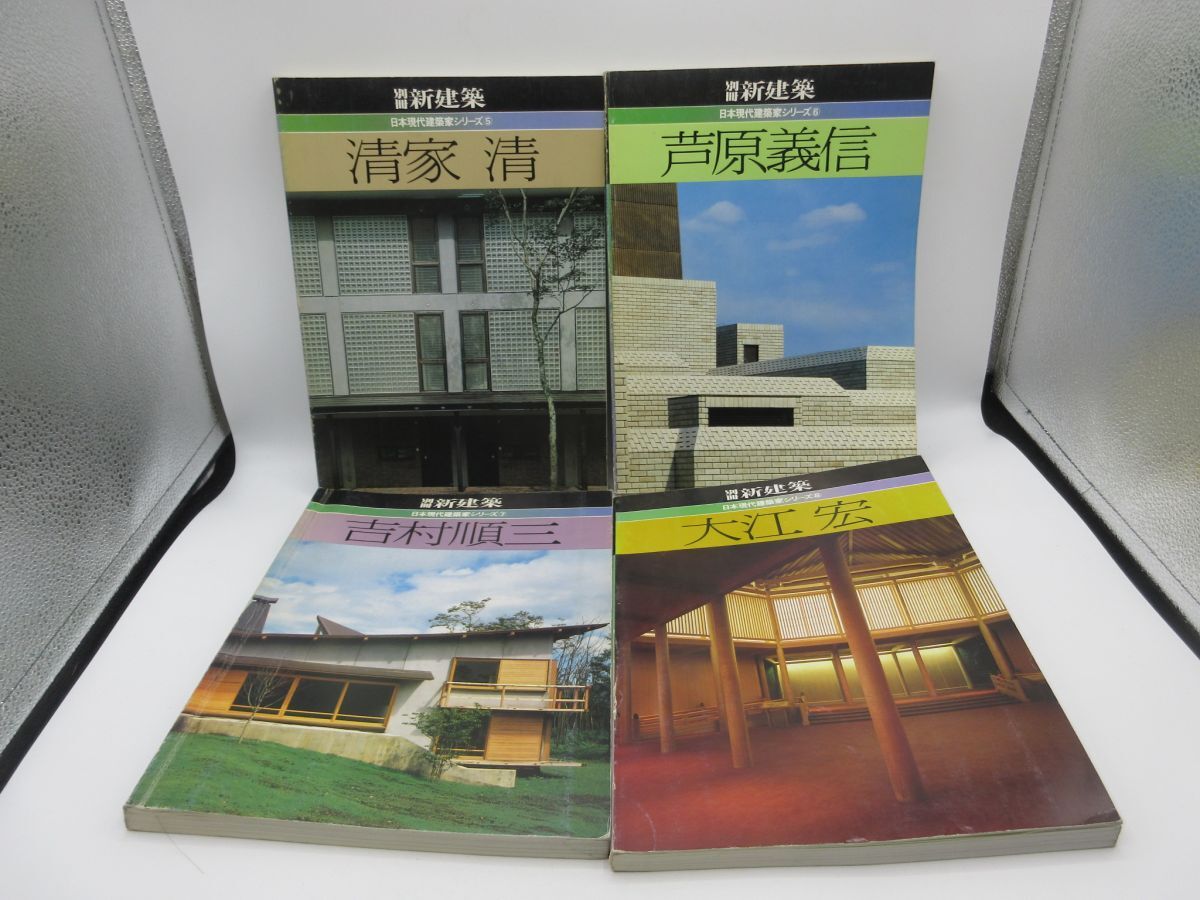 別冊 新建築
日本現代建築家シリーズ⑤
清家 清
別冊 新建築
日本現代建築家シリーズ⑥
芦原義信
別冊 新建築
日本現代建築家シリーズ⑦
吉村順三
別冊 新建築
日本現代建築家シリーズ⑧
大江 宏